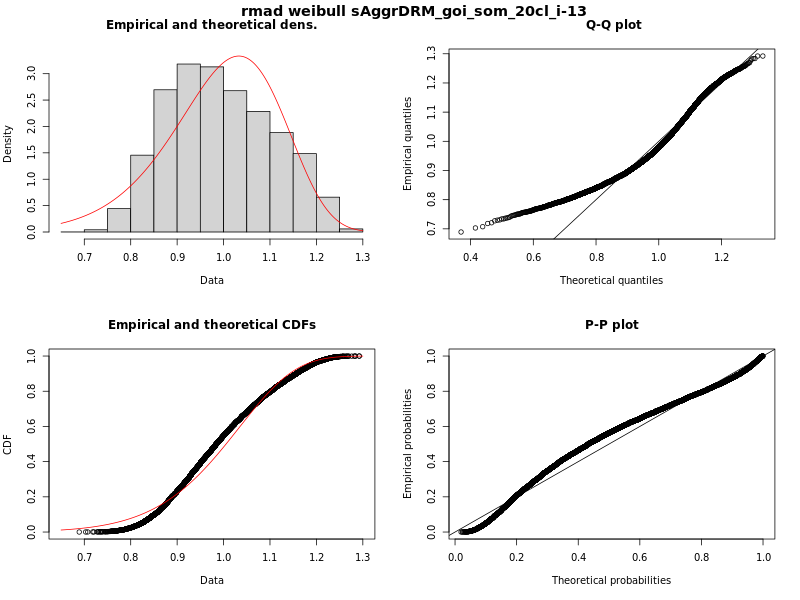 rmad weibull sAggrDRM_goi_som_20cl_i-13
Empirical and theoretical dens.
Density
0.0 0.5 1.0 1.5 2.0 2.5 3.0
0.7 0.8 0.9 1.0 1.1 1.2 1.3
Data
Q-Q plot
Empirical quantiles
0.7 0.8 0.9 1.0 1.1 1.2 1.3
0.4 0.6 0.8 1.0 1.2
Theoretical quantiles
Empirical and theoretical CDFs
CDF
0.0 0.2 0.4 0.6 0.8 1.0
0.7 0.8 0.9 1.0 1.1 1.2 1.3
Data
P-P plot
Empirical probabilities
0.0 0.2 0.4 0.6 0.8 1.0
0.0 0.2 0.4 0.6 0.8 1.0
Theoretical probabilities